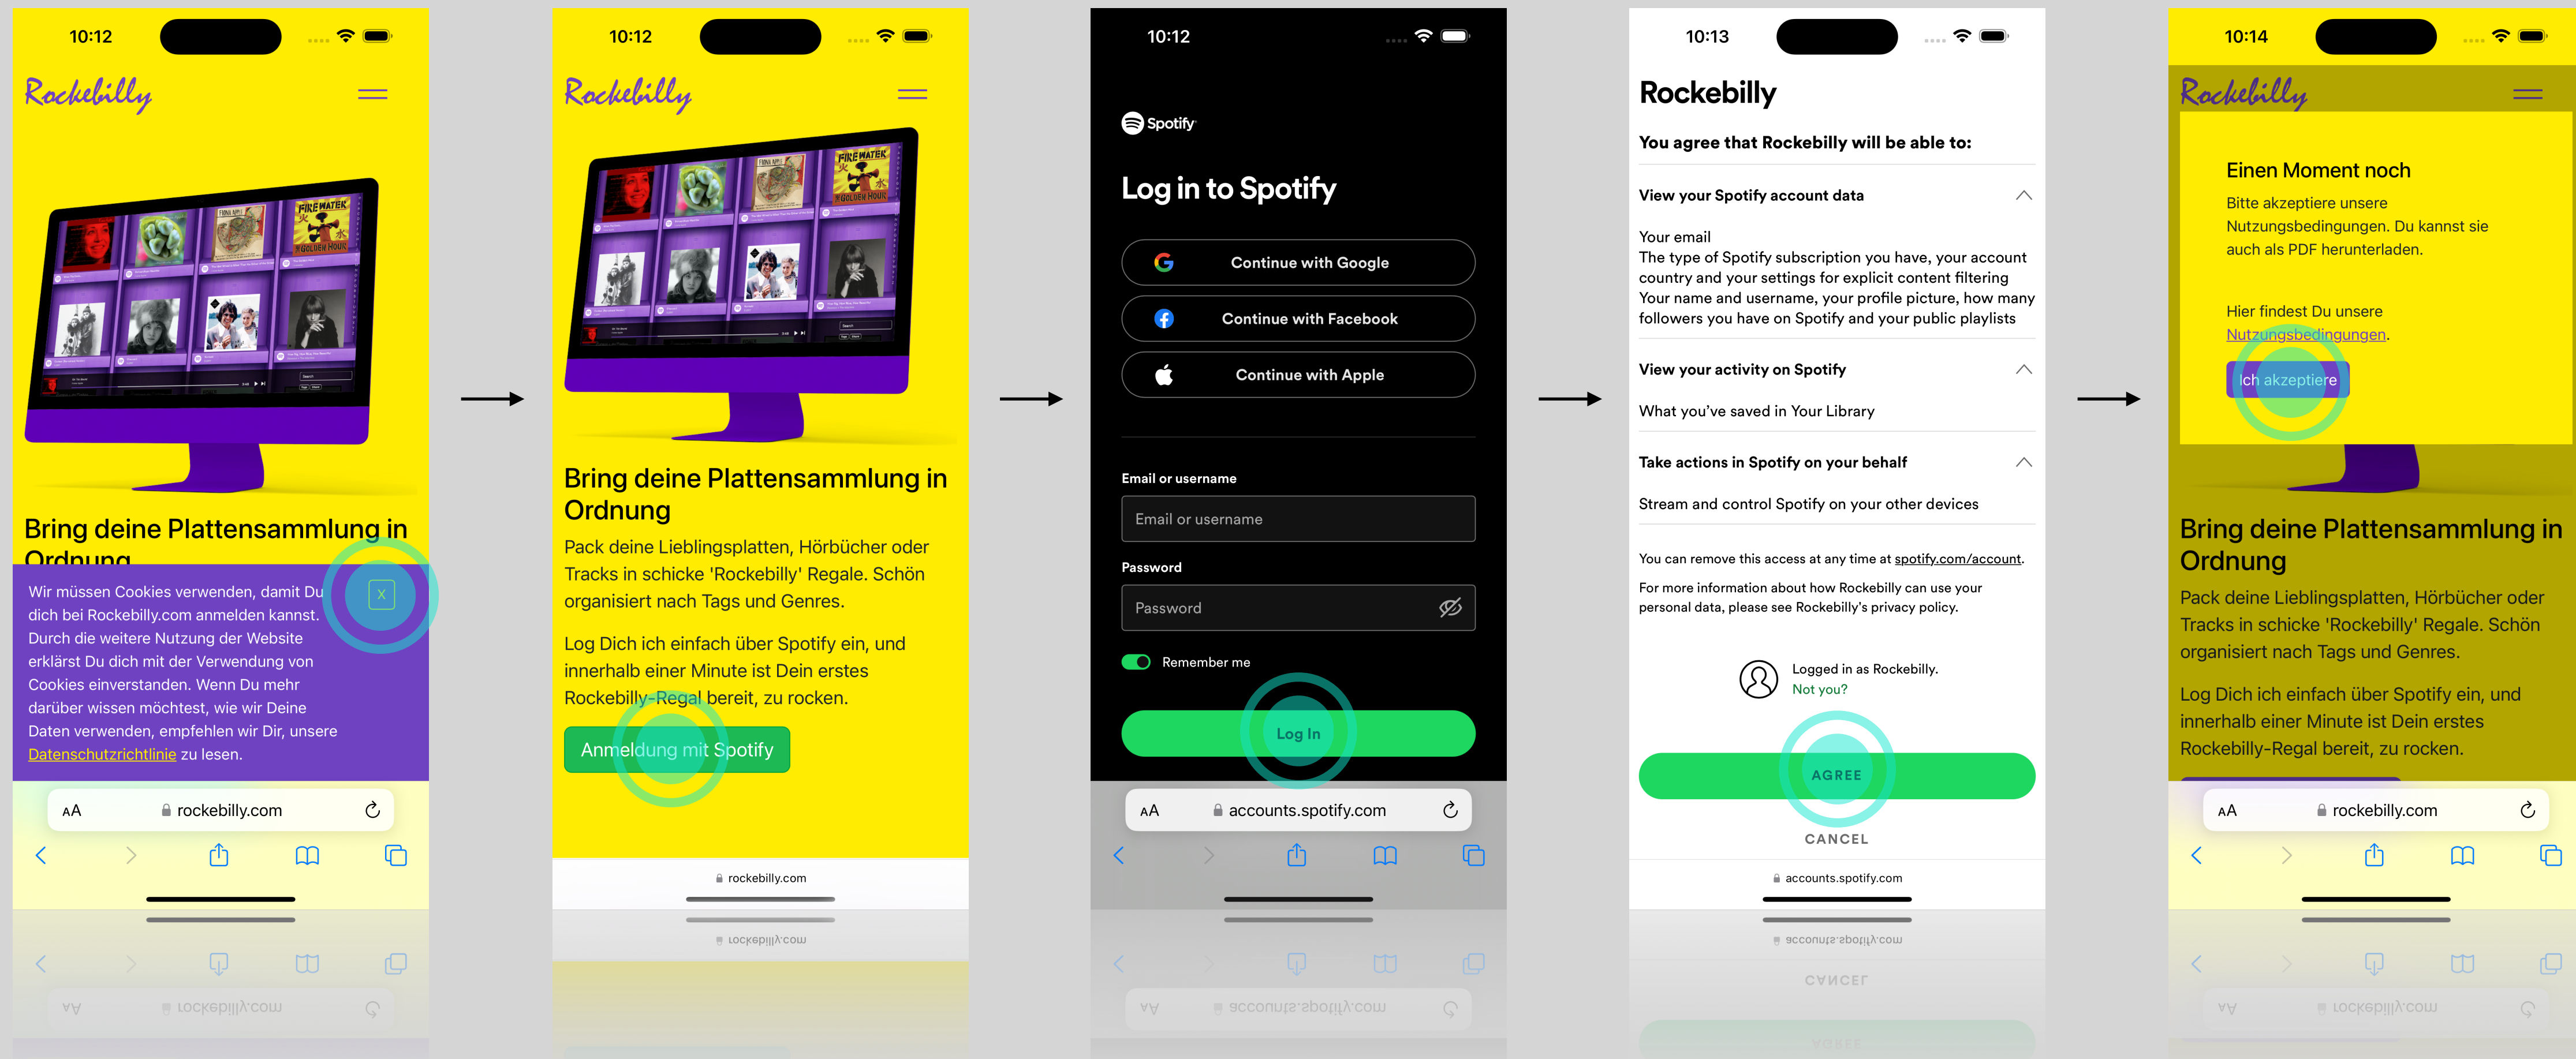 10:12
Rockebilly
FIREWATER
GOLDEN HOUR
Bring deine Plattensammlung in
Ordnung
Wir müssen Cookies verwenden, damit Du
dich bei Rockebilly.com anmelden kannst.
Durch die weitere Nutzung der Website
erklärst Du dich mit der Verwendung von
Cookies einverstanden. Wenn Du mehr
darüber wissen möchtest, wie wir Deine
Daten verwenden, empfehlen wir Dir, unsere
Datenschutzrichtlinie zu lesen.
X
AA
rockebilly.com
10:12
Rockebilly
FIREWATER
GOLDEN HOUR
Bring deine Plattensammlung in
Ordnung
Pack deine Lieblingsplatten, Hörbücher oder
Tracks in schicke 'Rockebilly' Regale. Schön
organisiert nach Tags und Genres.
Log Dich ich einfach über Spotify ein, und
innerhalb einer Minute ist Dein erstes
Rockebilly-Regal bereit, zu rocken.
Anmeldung mit Spotify
rockebilly.com
10:12
Spotify
Log in to Spotify
Continue with Google
Continue with Facebook
Continue with Apple
Email or username
Email or username
Password
Password
Remember me
Log In
AA
accounts.spotify.com
10:13
Rockebilly
You agree that Rockebilly will be able to:
View your Spotify account data
Your email
The type of Spotify subscription you have, your account
country and your settings for explicit content filtering
Your name and username, your profile picture, how many
followers you have on Spotify and your public playlists
View your activity on Spotify
What you've saved in Your Library
Take actions in Spotify on your behalf
Stream and control Spotify on your other devices
You can remove this access at any time at spotify.com/account.
For more information about how Rockebilly can use your
personal data, please see Rockebilly's privacy policy.
Logged in as Rockebilly.
Not you?
AGREE
CANCEL
accounts.spotify.com
10:14
Rockebilly
Einen Moment noch
Bitte akzeptiere unsere
Nutzungsbedingungen. Du kannst sie
auch als PDF herunterladen.
Hier findest Du unsere
Nutzungsbedingungen.
Ich akzeptiere
Bring deine Plattensammlung in
Ordnung
Pack deine Lieblingsplatten, Hörbücher oder
Tracks in schicke 'Rockebilly' Regale. Schön
organisiert nach Tags und Genres.
Log Dich ich einfach über Spotify ein, und
innerhalb einer Minute ist Dein erstes
Rockebilly-Regal bereit, zu rocken.
AA
rockebilly.com